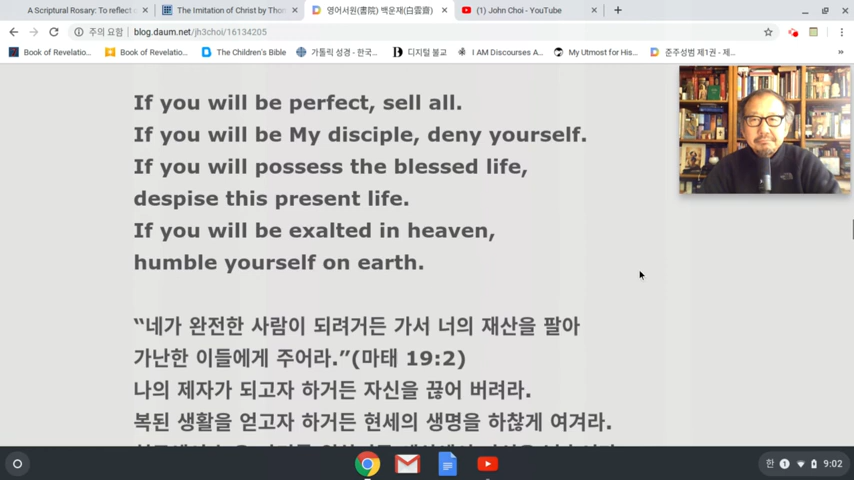 A Scriptural Rosary: To reflect o
The Imitation of Christ by Thom
영어서원(書院) 백운재(白雲齋)
(1) John Choi - YouTube
주의 요함
blog.daum.net/jh3choi/16134205
Book of Revelatio...
Book of Revelatio...
The Children's Bible
가톨릭 성경 - 한국...
디지털 불교
I AM Discourses A...
My Utmost for His...
준주성범 제1권 - 제...
If you will be perfect, sell all.
If you will be My disciple, deny yourself.
If you will possess the blessed life,
despise this present life.
If you will be exalted in heaven,
humble yourself on earth.
“네가 완전한 사람이 되려거든 가서 너의 재산을 팔아
가난한 이들에게 주어라.”(마태 19:2)
나의 제자가 되고자 하거든 자신을 끊어 버려라.
복된 생활을 얻고자 하거든 현세의 생명을 하찮게 여겨라.
한
9:02